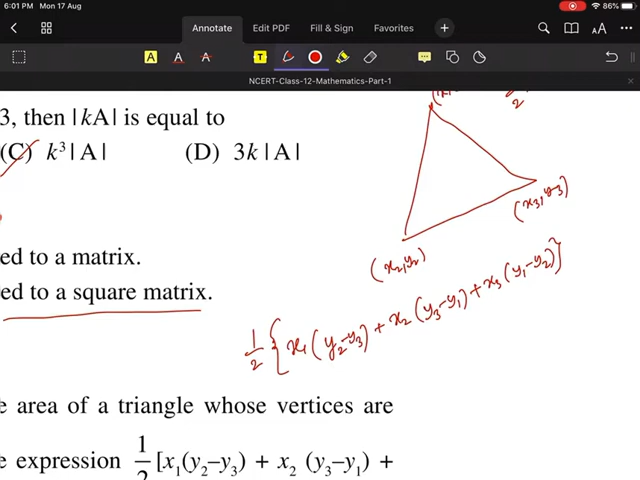 6:01 AM Mon 17 Aug
86%
Annotate Edit PDF Fill & Sign Favorites
NCERT-Class-12-Mathematics-Part-1
3, then |kA| is equal to
(C) k³ |A| (D) 3k |A|
(x₃, y₃)
(x₂, y₂)
ed to a matrix.
ed to a square matrix.
1/2 { x₁ (y₂-y₃) + x₂ (y₃-y₁) + x₃ (y₁-y₂) }
e area of a triangle whose vertices are
e expression 1/2 [x₁(y₂–y₃) + x₂ (y₃–y₁) +